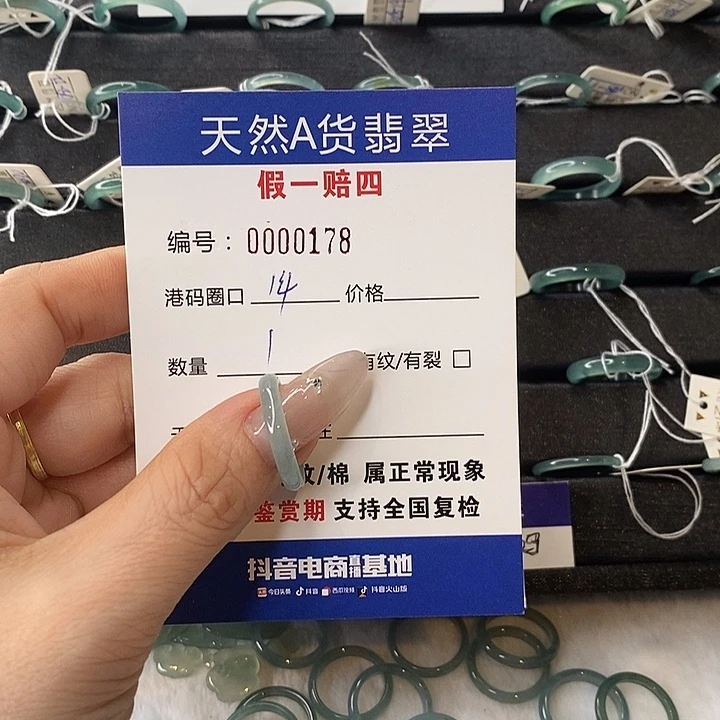 天然A货翡翠
假一赔四
编号：0000178
港码圈口 14 价格
数量 1 有纹/有裂 □
纹/棉 属正常现象
鉴赏期 支持全国复检
抖音电商直播基地
今日头条 抖音 西瓜视频 抖音火山版